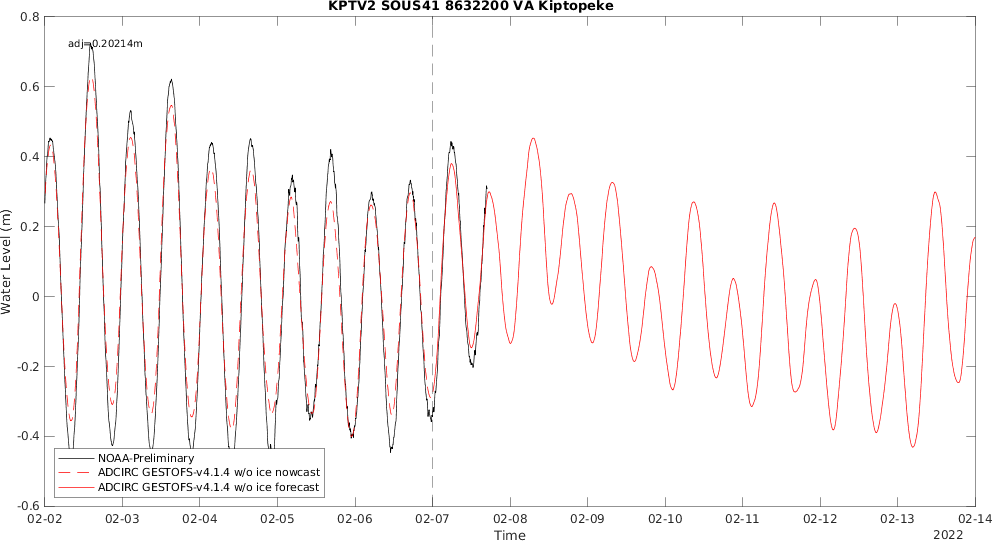 KPTV2 SOUS41 8632200 VA Kiptopeke
adj=0.20214m
Water Level (m)
0.8
0.6
0.4
0.2
0
-0.2
-0.4
-0.6
NOAA-Preliminary
ADCIRC GESTOFS-v4.1.4 w/o ice nowcast
ADCIRC GESTOFS-v4.1.4 w/o ice forecast
02-02 02-03 02-04 02-05 02-06 02-07 02-08 02-09 02-10 02-11 02-12 02-13 02-14
Time
2022